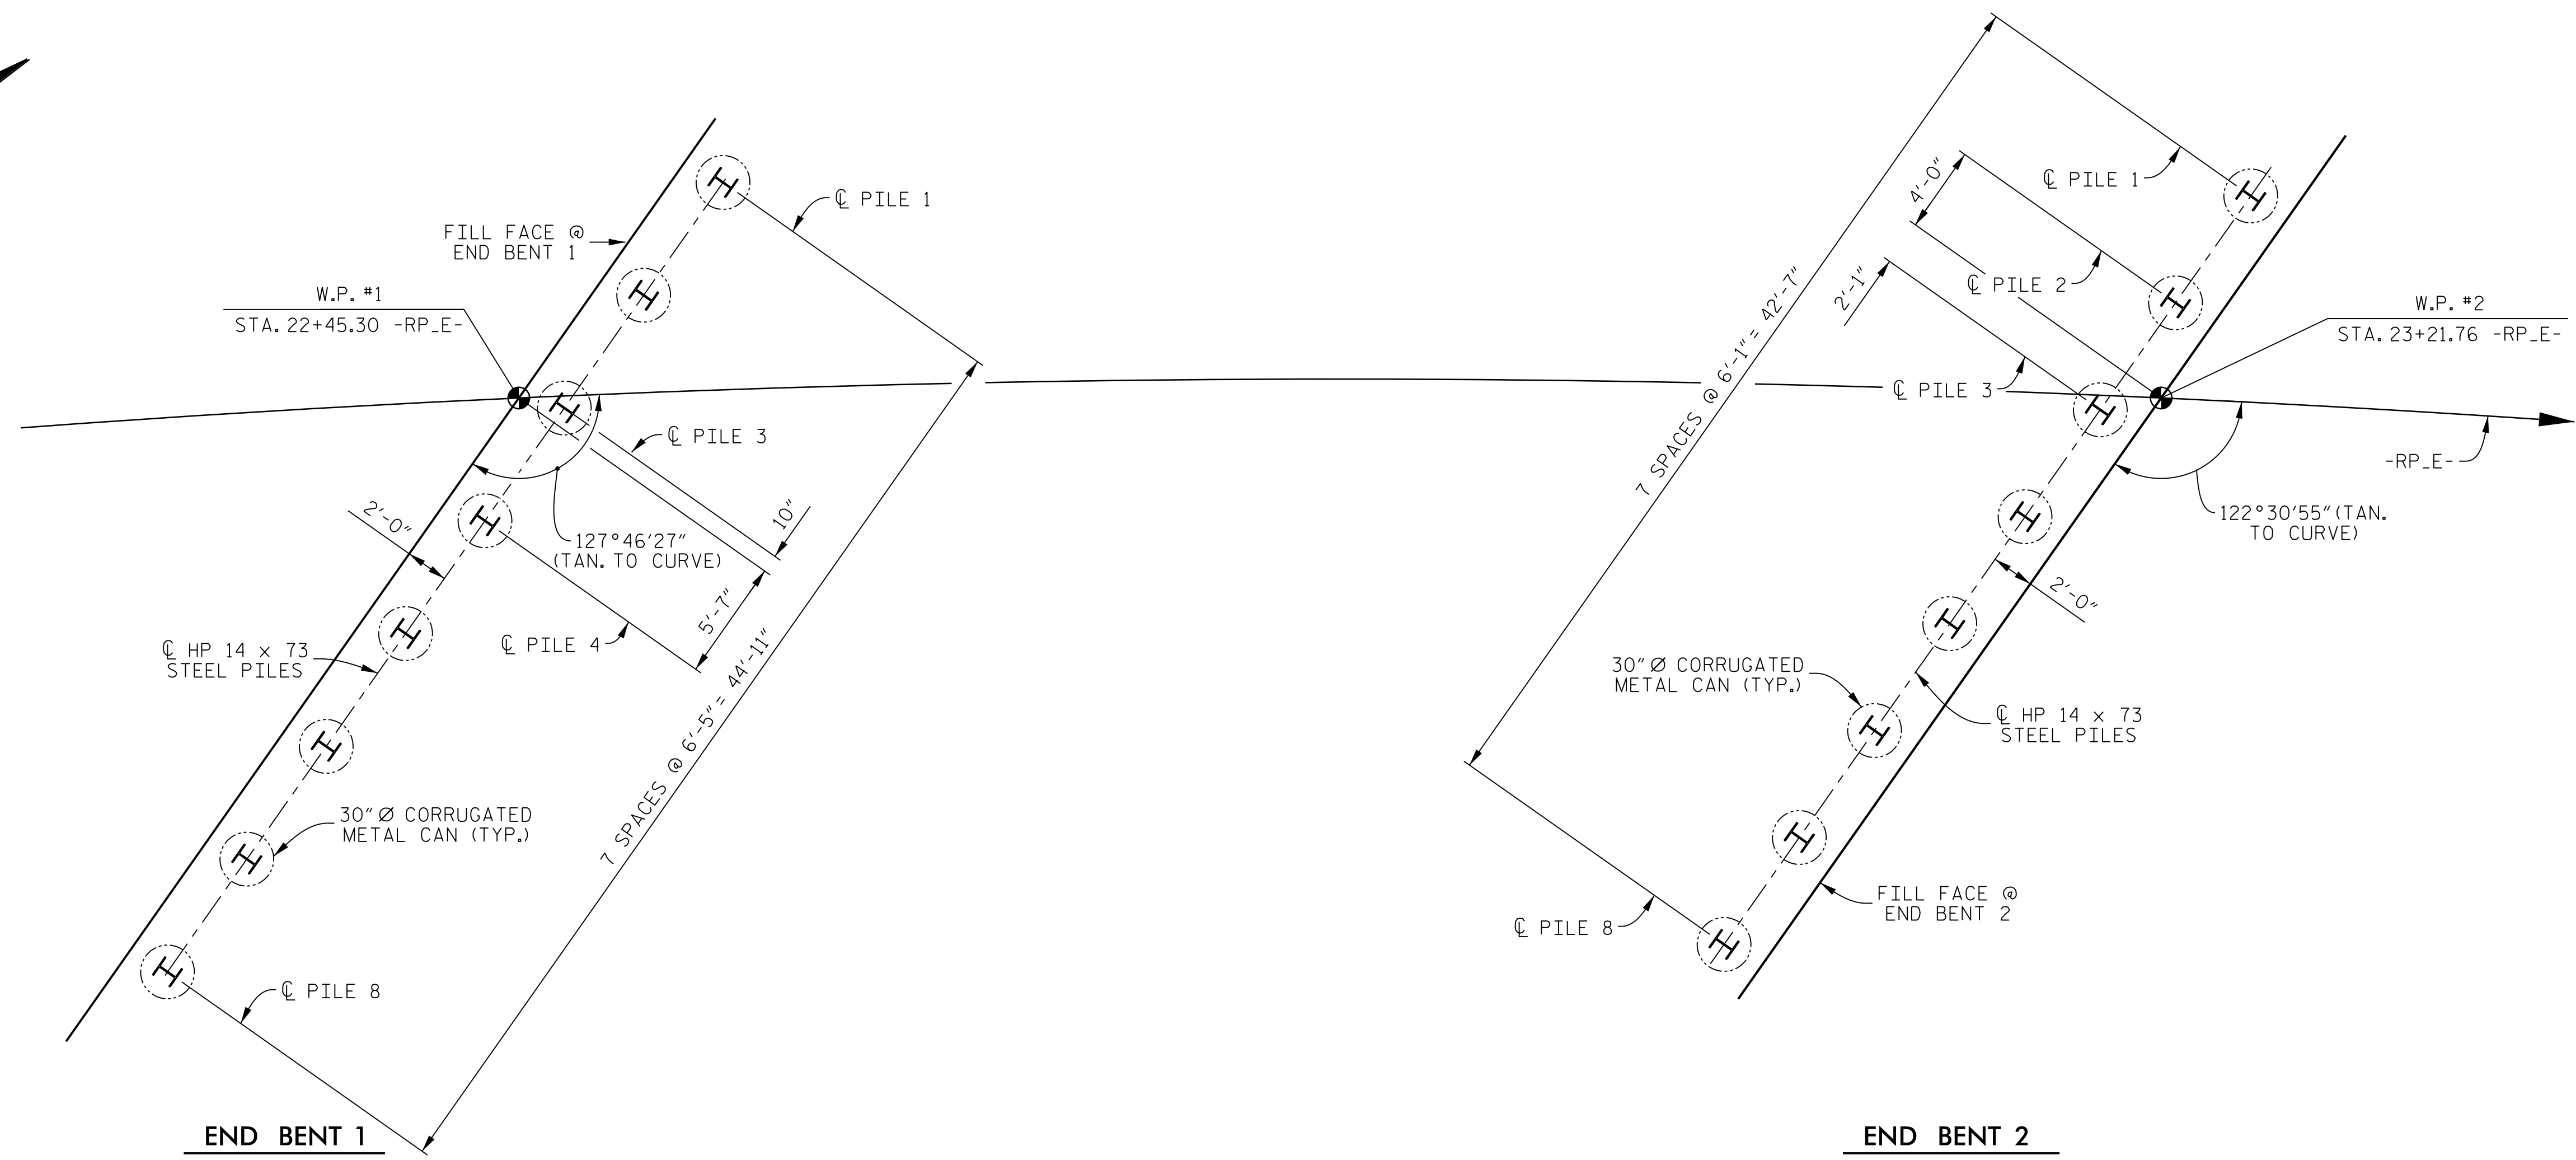 ℄ PILE 1
FILL FACE @
END BENT 1
W.P. #1
STA. 22+45.30 -RP_E-
℄ PILE 3
10"
2'-0"
127°46'27"
(TAN. TO CURVE)
5'-7"
℄ PILE 4
℄ HP 14 x 73
STEEL PILES
7 SPACES @ 6'-5"= 44'-11"
30"Ø CORRUGATED
METAL CAN (TYP.)
℄ PILE 8
END BENT 1
℄ PILE 1
4'-0"
℄ PILE 2
2'-1"
7 SPACES @ 6'-1"= 42'-7"
W.P. #2
STA. 23+21.76 -RP_E-
℄ PILE 3
-RP_E-
122°30'55"(TAN.
TO CURVE)
2'-0"
30"Ø CORRUGATED
METAL CAN (TYP.)
℄ HP 14 x 73
STEEL PILES
FILL FACE @
END BENT 2
℄ PILE 8
END BENT 2